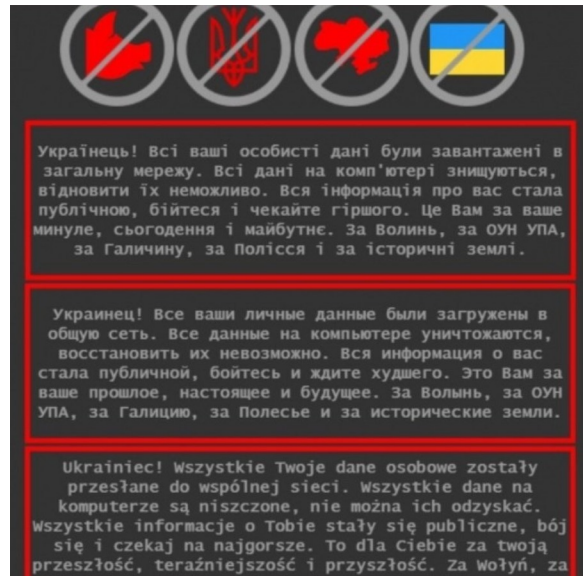 Українець! Всі ваші особисті дані були завантажені в
загальну мережу. Всі дані на комп'ютері знищуються,
відновити їх неможливо. Вся інформація про вас стала
публічною, бійтеся і чекайте гіршого. Це Вам за ваше
минуле, сьогодення і майбутнє. За Волинь, за ОУН УПА,
за Галичину, за Полісся і за історичні землі.
Украинец! Все ваши личные данные были загружены в
общую сеть. Все данные на компьютере уничтожаются,
восстановить их невозможно. Вся информация о вас
стала публичной, бойтесь и ждите худшего. Это Вам за
ваше прошлое, настоящее и будущее. За Волынь, за ОУН
УПА, за Галицию, за Полесье и за исторические земли.
Ukrainiec! Wszystkie Twoje dane osobowe zostały
przesłane do wspólnej sieci. Wszystkie dane na
komputerze są niszczone, nie można ich odzyskać.
Wszystkie informacje o Tobie stały się publiczne, bój
się i czekaj na najgorsze. To dla Ciebie za twoją
przeszłość, teraźniejszość i przyszłość. Za Wołyń, za